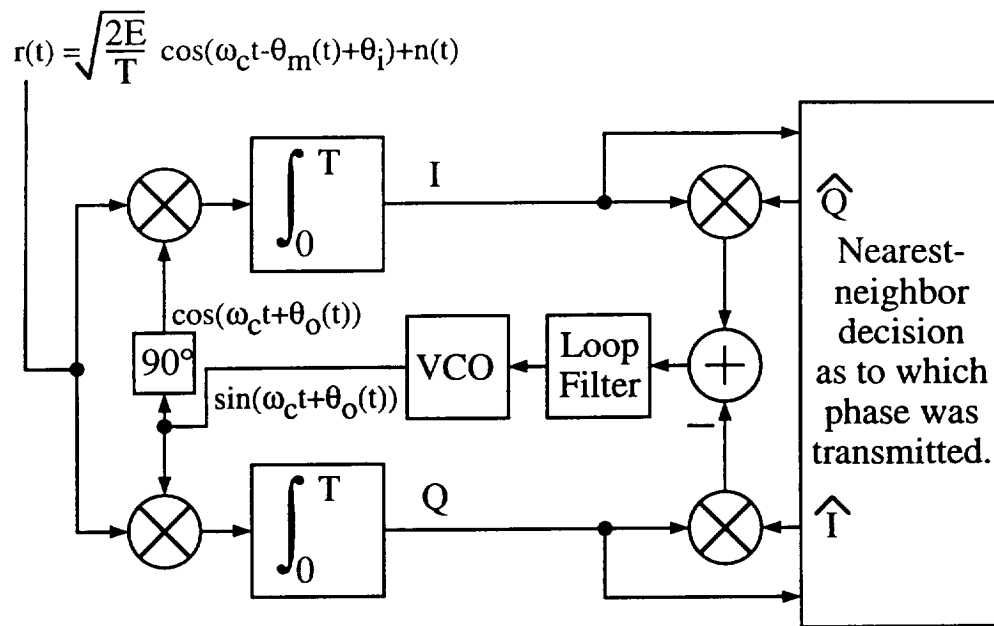 r(t) = √(2E/T) cos(ω_c t-θ_m(t)+θ_i)+n(t)
∫_0^T
I
Q̂
Nearest-
neighbor
decision
as to which
phase was
transmitted.
cos(ω_c t+θ_o(t))
90°
VCO
Loop
Filter
+
sin(ω_c t+θ_o(t))
−
∫_0^T
Q
Î